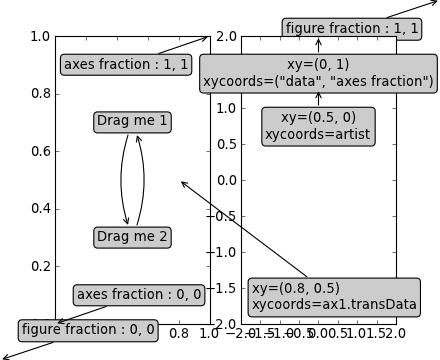 figure fraction : 1, 1
1.0
2.0
axes fraction : 1, 1
xy=(0, 1)
xycoords=("data", "axes fraction")
0.8
1.0
xy=(0.5, 0)
xycoords=artist
Drag me 1
0.5
0.6
0.0
0.4
−0.5
Drag me 2
−1.0
0.2
axes fraction : 0, 0
−1.5
xy=(0.8, 0.5)
xycoords=ax1.transData
figure fraction : 0, 0
0.8
1.0
−2.0
−2.0
−1.5
−1.0
−0.5
0.0
0.5
1.0
1.5
2.0